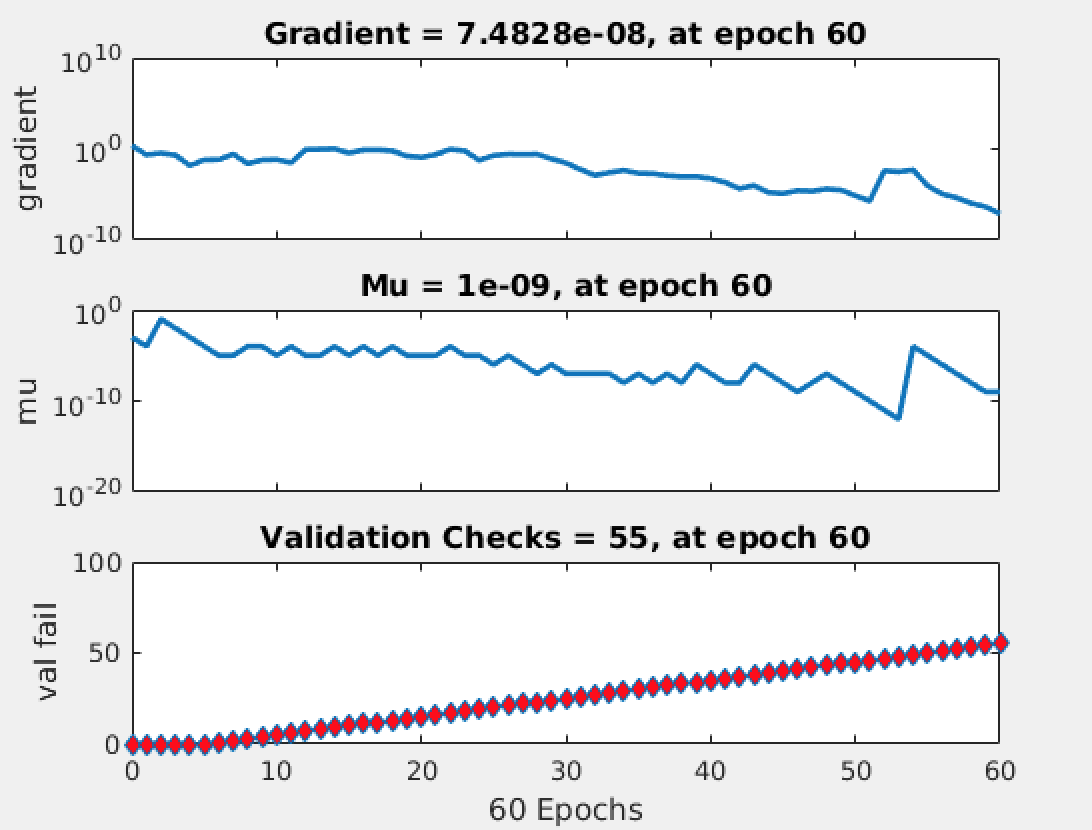 Gradient = 7.4828e-08, at epoch 60
10^10
10^0
10^-10
gradient
Mu = 1e-09, at epoch 60
10^0
10^-10
10^-20
mu
Validation Checks = 55, at epoch 60
100
50
0
val fail
0 10 20 30 40 50 60
60 Epochs